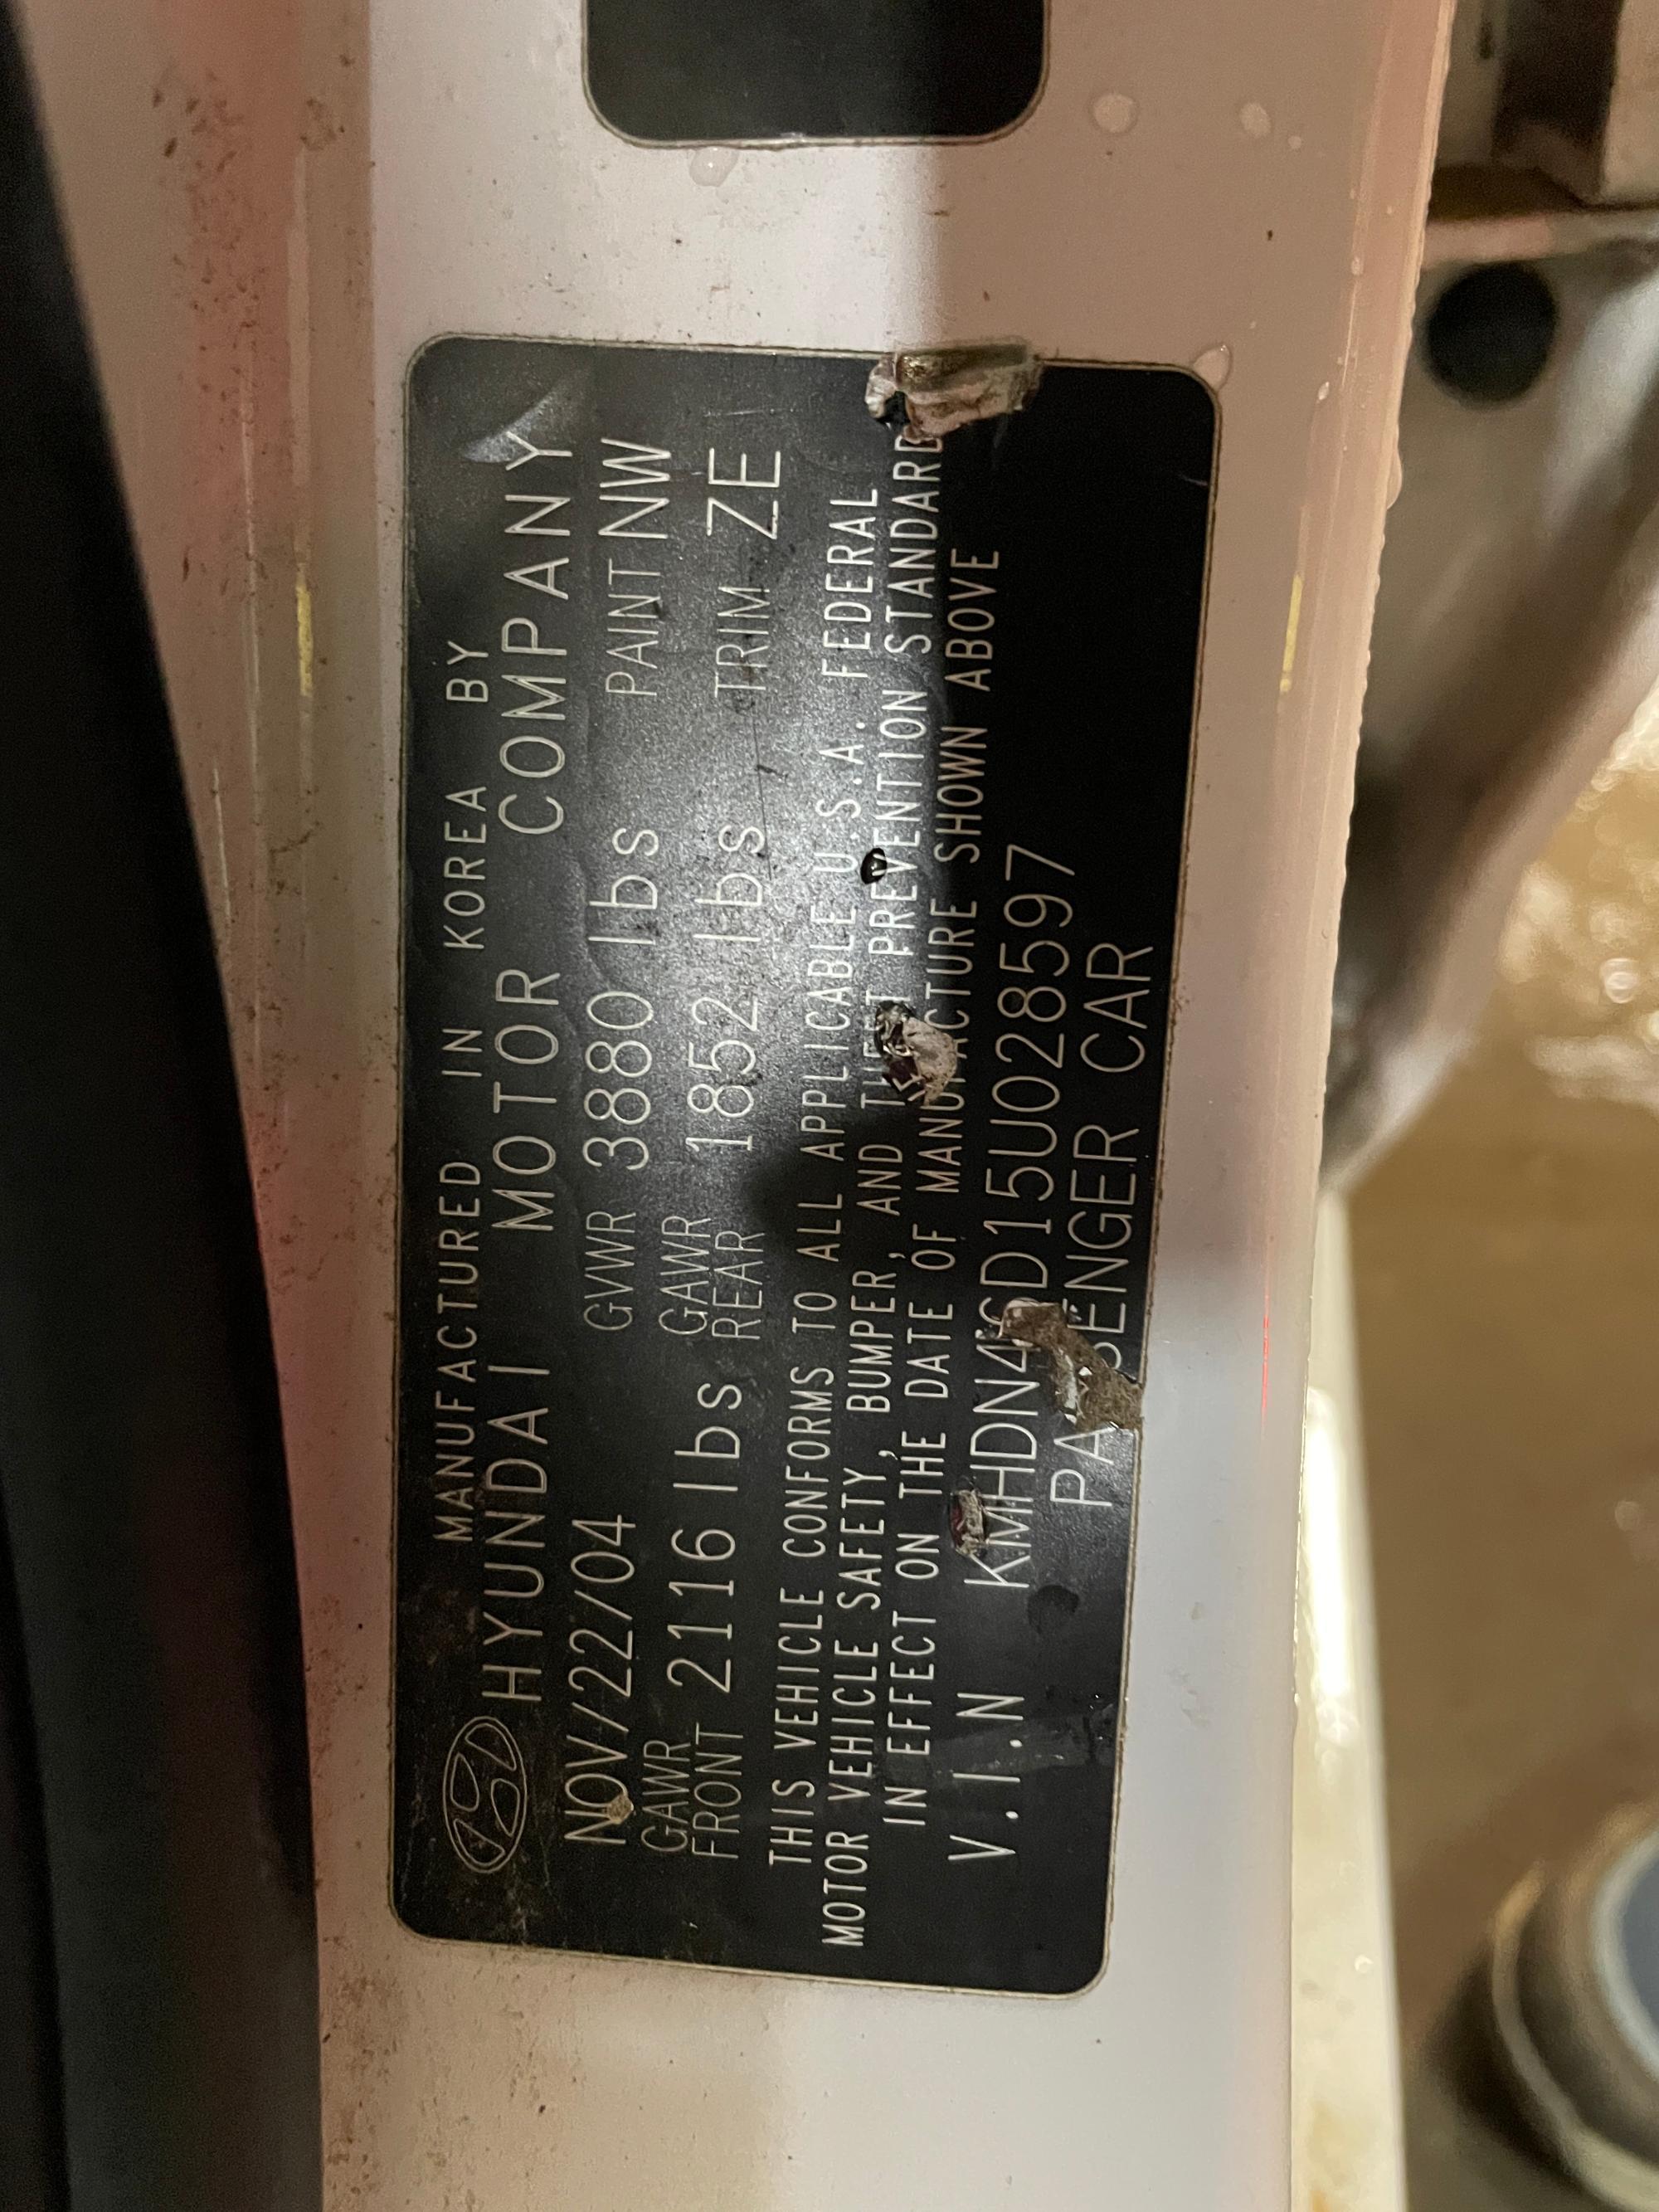 MANUFACTURED IN KOREA BY
HYUNDAI MOTOR COMPANY
NOV/22/04 GVWR 3880 lbs PAINT NW
GAWR FRONT 2116 lbs GAWR REAR 1852 lbs TRIM ZE
THIS VEHICLE CONFORMS TO ALL APPLICABLE U.S.A. FEDERAL
MOTOR VEHICLE SAFETY, BUMPER, AND THEFT PREVENTION STANDARD
IN EFFECT ON THE DATE OF MANUFACTURE SHOWN ABOVE
V.I.N KMHDN46D15U028597
PASSENGER CAR